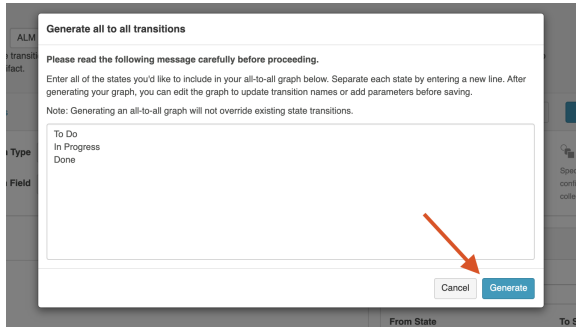 Generate all to all transitions
ALM
Please read the following message carefully before proceeding.
Enter all of the states you'd like to include in your all-to-all graph below. Separate each state by entering a new line. After
generating your graph, you can edit the graph to update transition names or add parameters before saving.
Note: Generating an all-to-all graph will not override existing state transitions.
To Do
In Progress
Done
Type
Field
Cancel
Generate
From State
To S